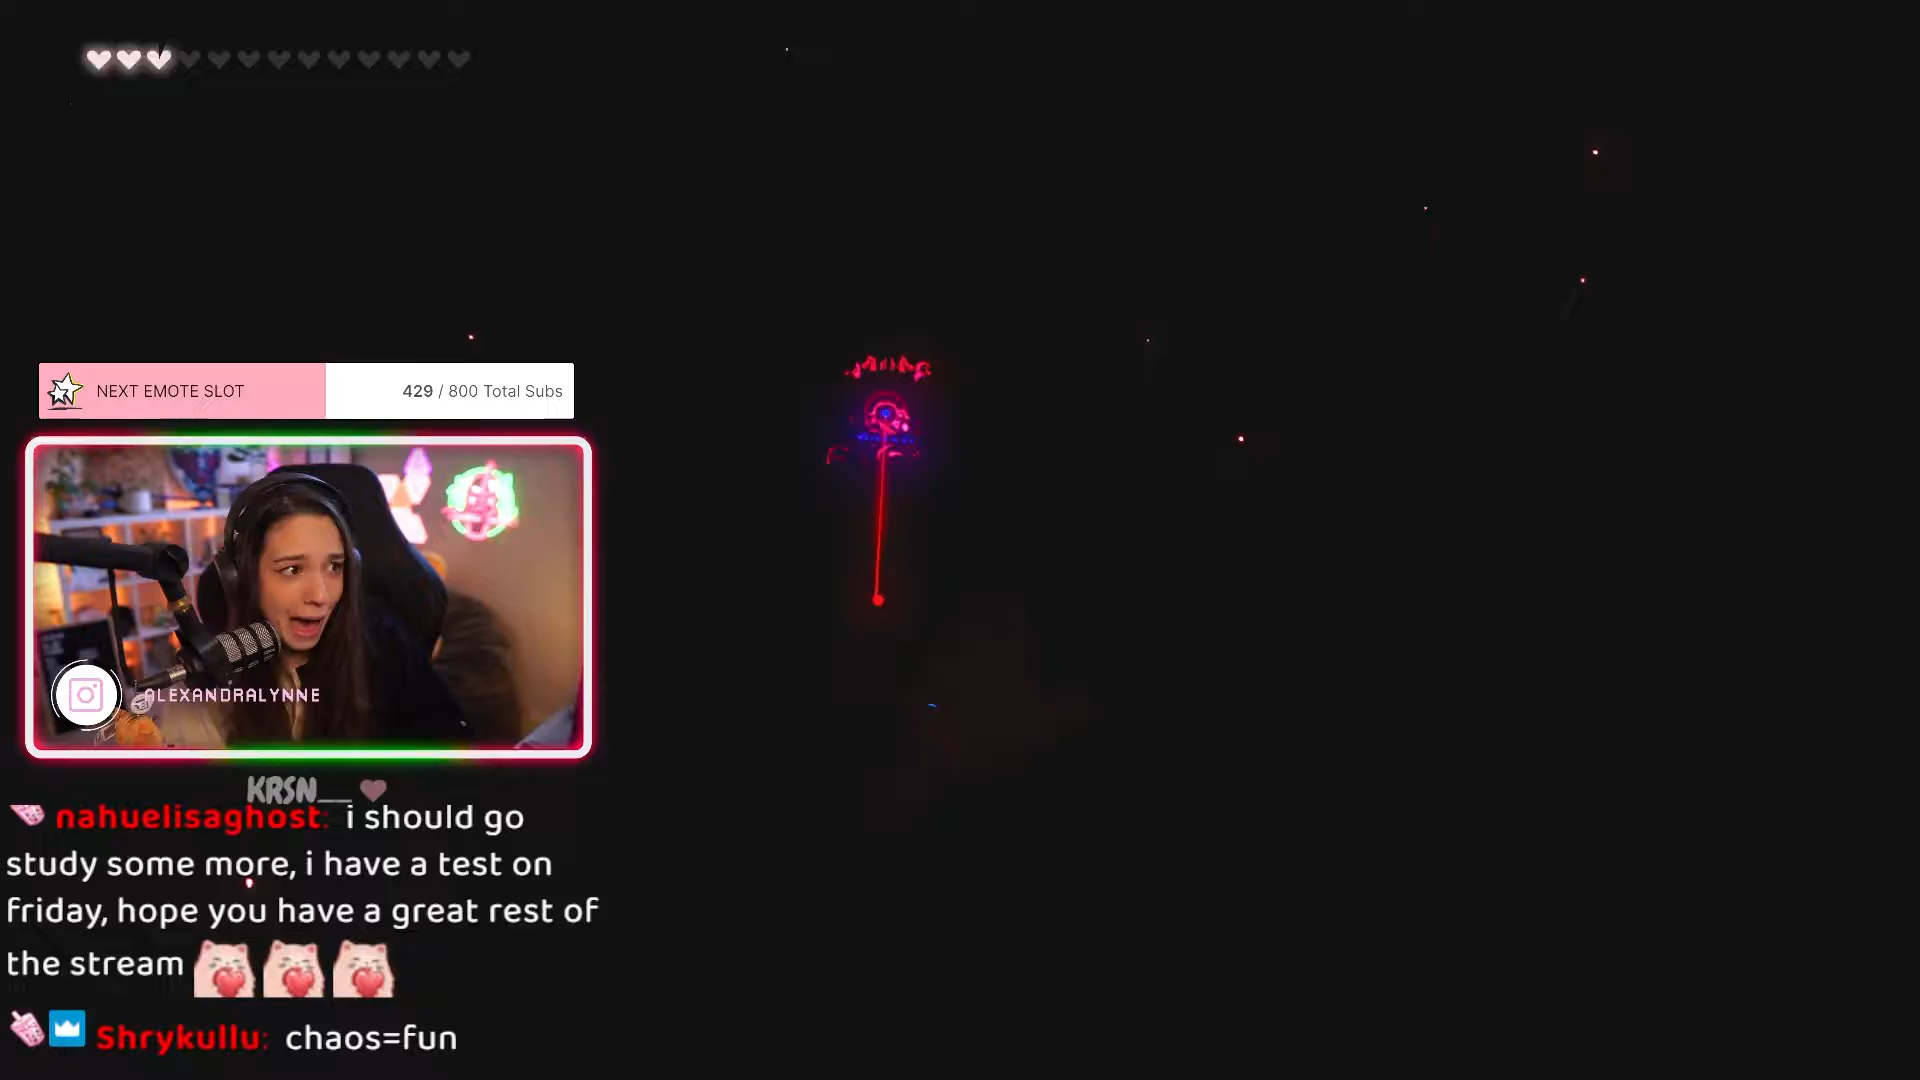 NEXT EMOTE SLOT
429 / 800 Total Subs
ALEXANDRALYNNE
KRSN__
nahuelisaghost: i should go
study some more, i have a test on
friday, hope you have a great rest of
the stream
Shrykullu: chaos=fun